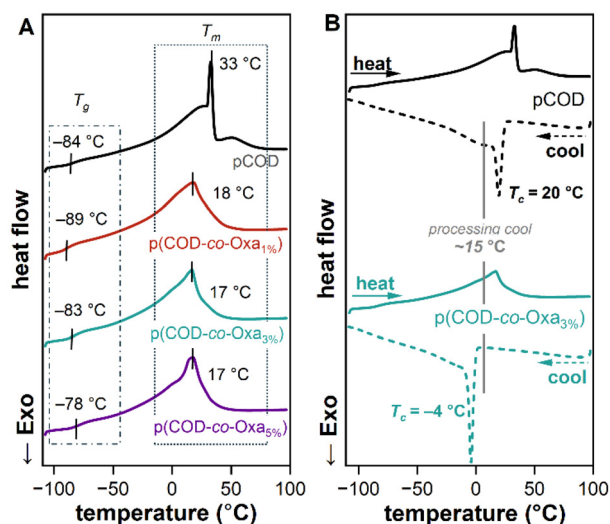 A
Tg
Tm
33 °C
–84 °C
pCOD
–89 °C
18 °C
p(COD-co-Oxa1%)
–83 °C
17 °C
p(COD-co-Oxa3%)
–78 °C
17 °C
p(COD-co-Oxa5%)
heat flow
← Exo
−100 −50 0 50 100
temperature (°C)
B
heat
pCOD
cool
Tc = 20 °C
processing cool
~15 °C
heat
p(COD-co-Oxa3%)
cool
Tc = –4 °C
heat flow
← Exo
−100 −50 0 50 100
temperature (°C)